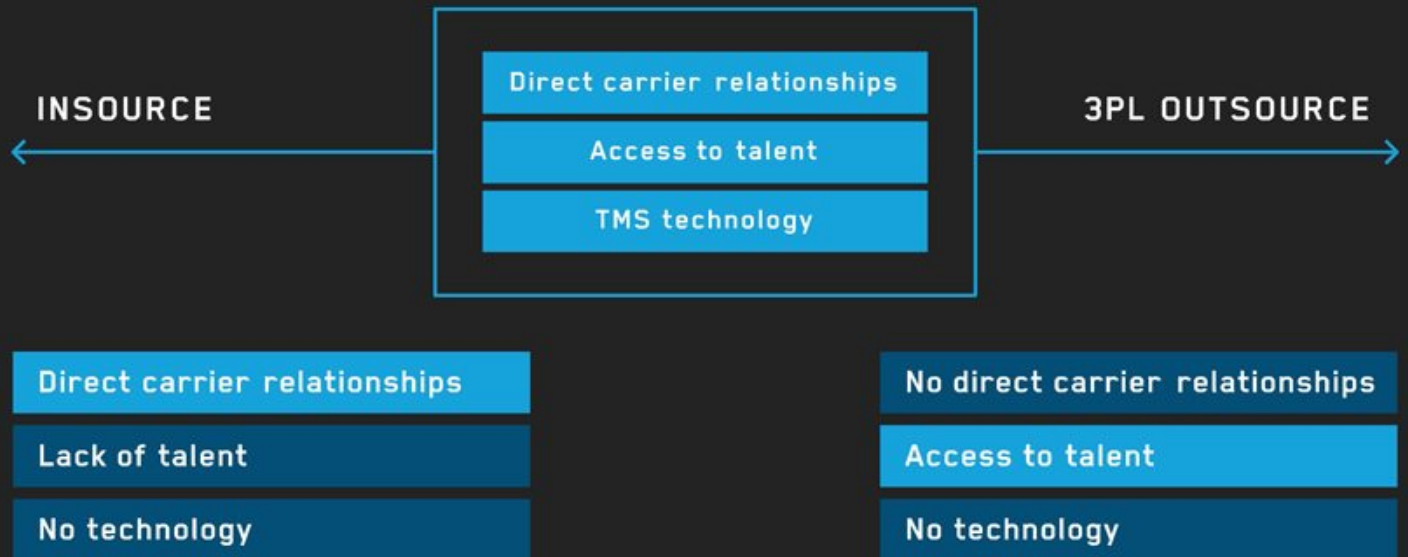 Direct carrier relationships
INSOURCE
3PL OUTSOURCE
Access to talent
TMS technology
Direct carrier relationships
Lack of talent
No technology
No direct carrier relationships
Access to talent
No technology